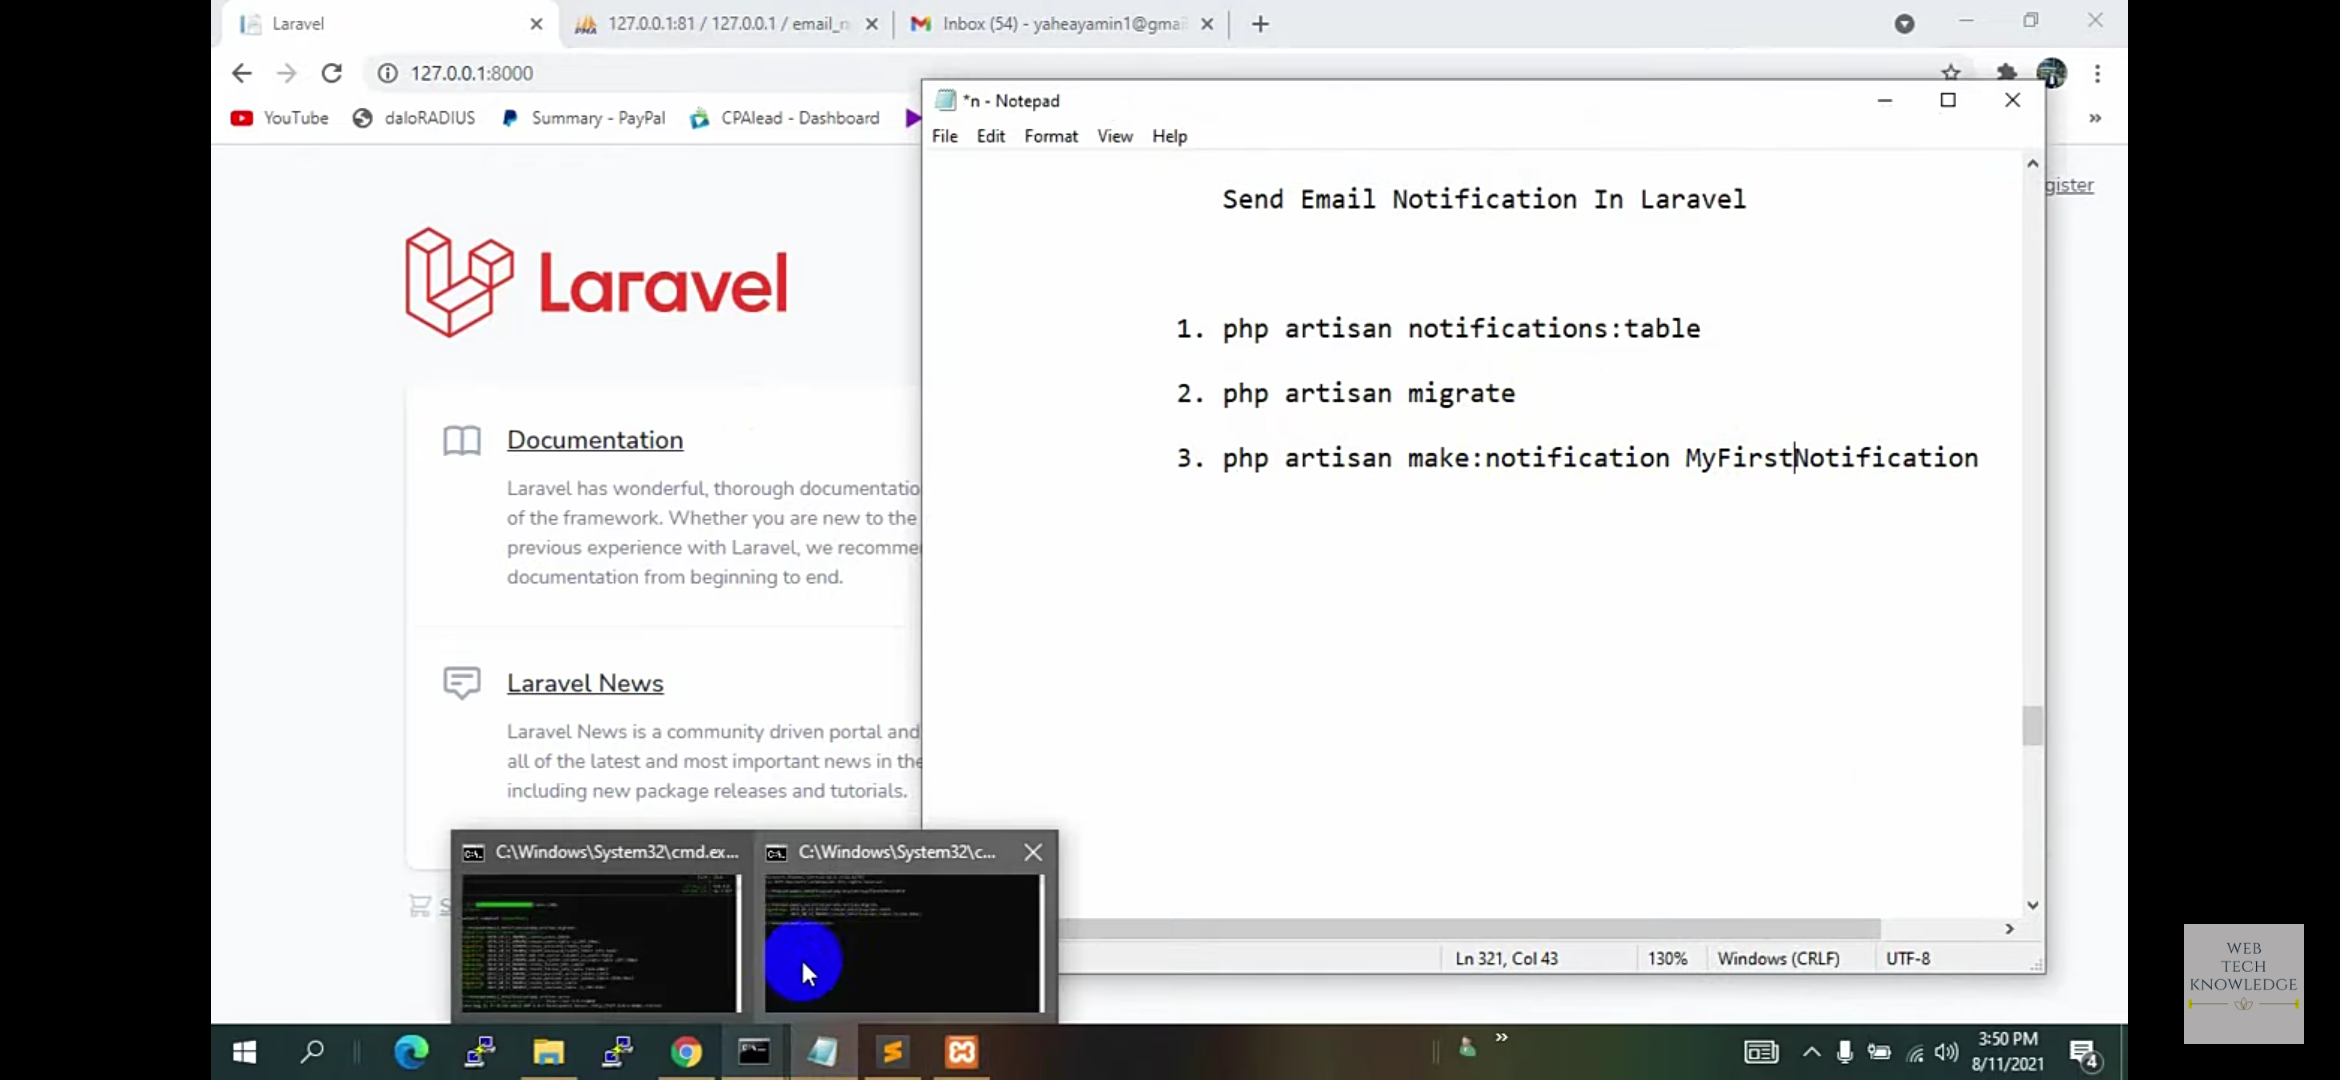 Laravel
127.0.0.1:81 / 127.0.0.1 / email_n
Inbox (54) - yaheayamin1@gmai
127.0.0.1:8000
YouTube
daloRADIUS
Summary - PayPal
CPAlead - Dashboard
*n - Notepad
File Edit Format View Help
gister
Send Email Notification In Laravel
Laravel
1. php artisan notifications:table
2. php artisan migrate
3. php artisan make:notification MyFirstNotification
Documentation
Laravel has wonderful, thorough documentatio
of the framework. Whether you are new to the
previous experience with Laravel, we recomme
documentation from beginning to end.
Laravel News
Laravel News is a community driven portal and
all of the latest and most important news in the
including new package releases and tutorials.
C:\Windows\System32\cmd.ex...
C:\Windows\System32\c...
S
Ln 321, Col 43
130%
Windows (CRLF)
UTF-8
WEB
TECH
KNOWLEDGE
3:50 PM
8/11/2021
4